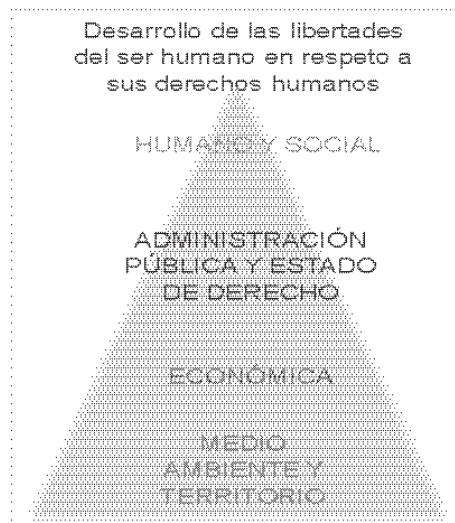 Desarrollo de las libertades
del ser humano en respeto a
sus derechos humanos
HUMANO Y SOCIAL
ADMINISTRACIÓN
PÚBLICA Y ESTADO
DE DERECHO
ECONÓMICA
MEDIO
AMBIENTE Y
TERRITORIO